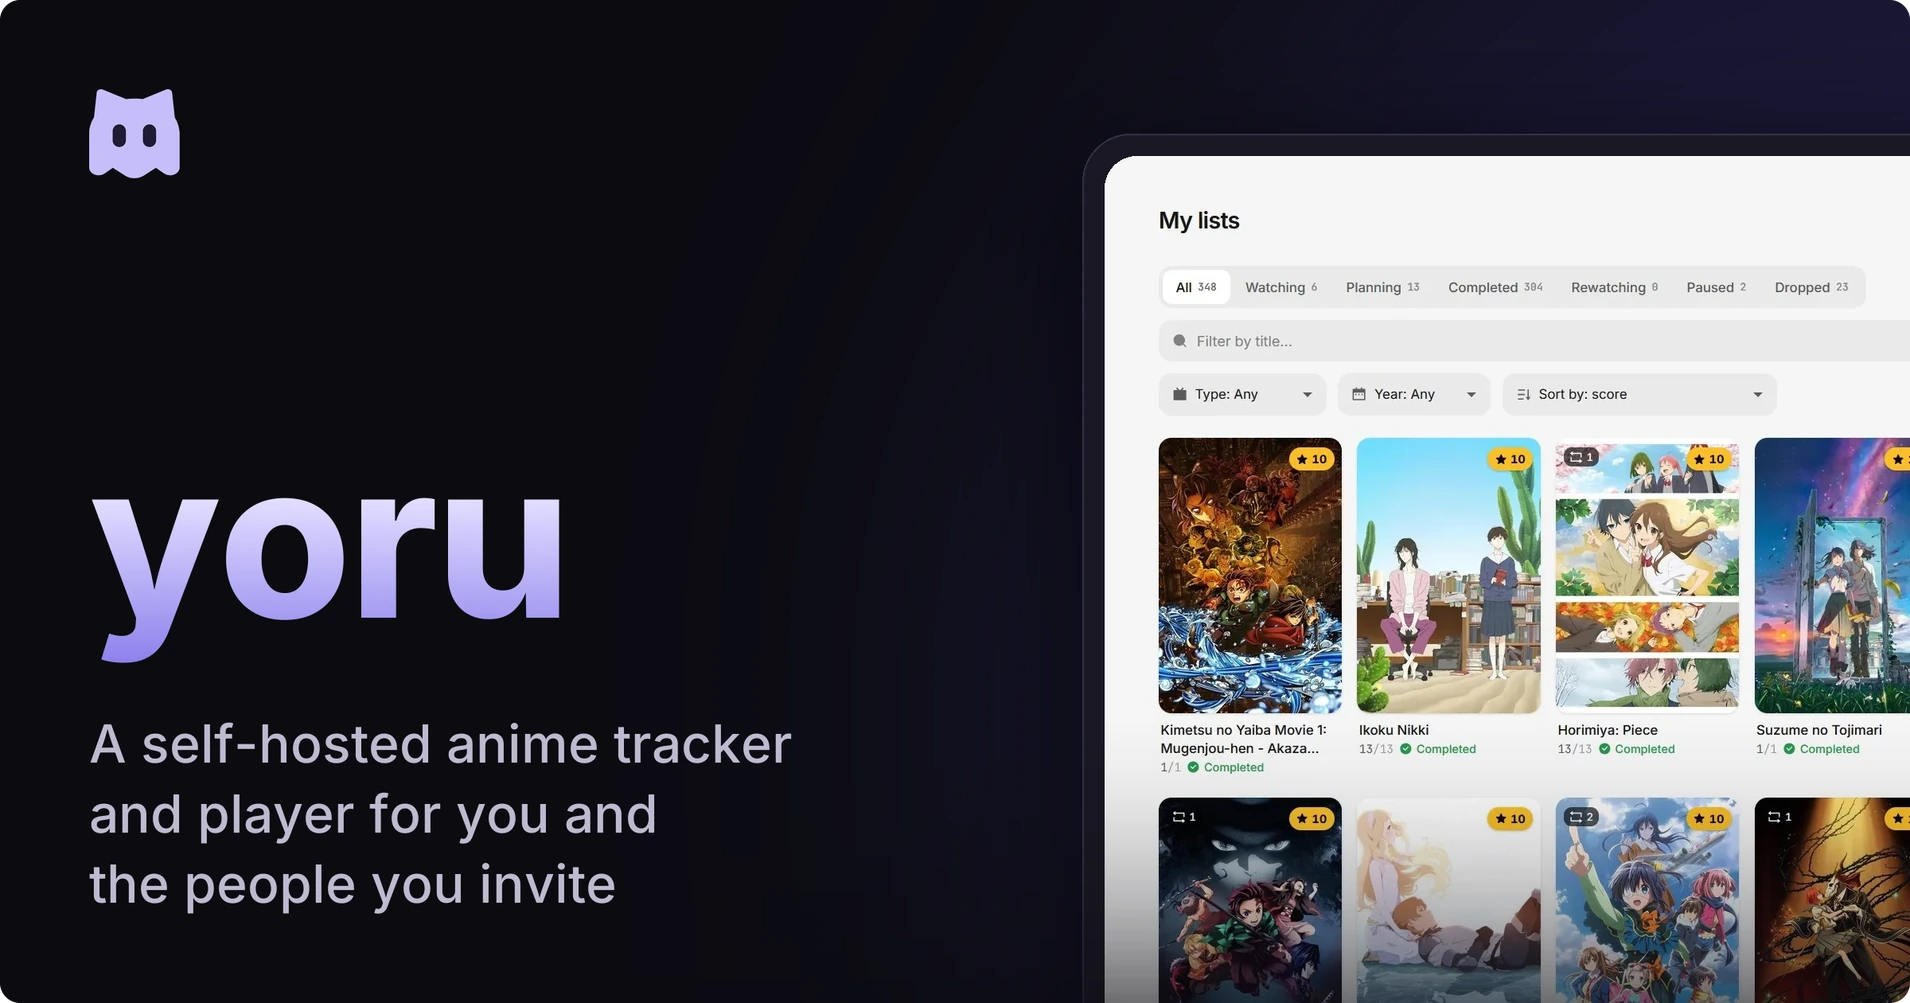 yoru
A self-hosted anime tracker
and player for you and
the people you invite
My lists
All 348 Watching 6 Planning 13 Completed 304 Rewatching 0 Paused 2 Dropped 23
Filter by title...
Type: Any Year: Any Sort by: score
10 10 1 10
Kimetsu no Yaiba Movie 1:
Mugenjou-hen - Akaza...
1/1 Completed
Ikoku Nikki
13/13 Completed
Horimiya: Piece
13/13 Completed
Suzume no Tojimari
1/1 Completed
1 10 10 2 10 1